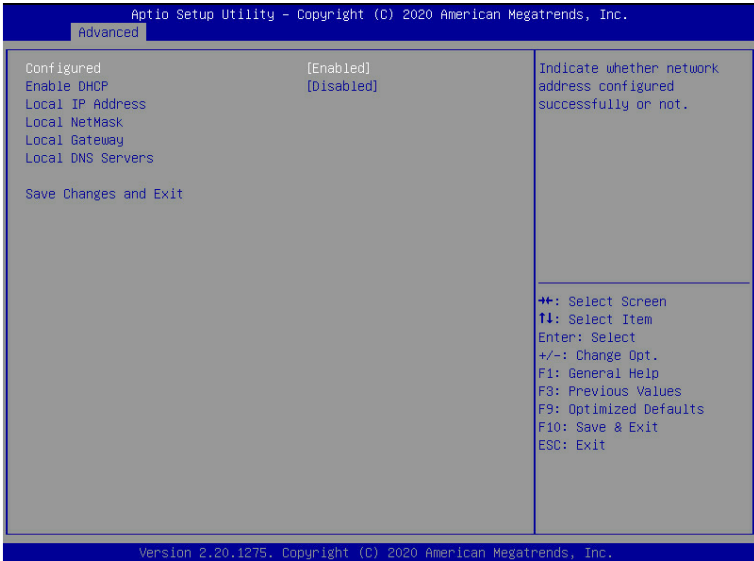 Aptio Setup Utility – Copyright (C) 2020 American Megatrends, Inc.
Advanced
Configured [Enabled]
Enable DHCP [Disabled]
Local IP Address
Local NetMask
Local Gateway
Local DNS Servers
Save Changes and Exit
Indicate whether network
address configured
successfully or not.
→←: Select Screen
↑↓: Select Item
Enter: Select
+/-: Change Opt.
F1: General Help
F3: Previous Values
F9: Optimized Defaults
F10: Save & Exit
ESC: Exit
Version 2.20.1275. Copyright (C) 2020 American Megatrends, Inc.